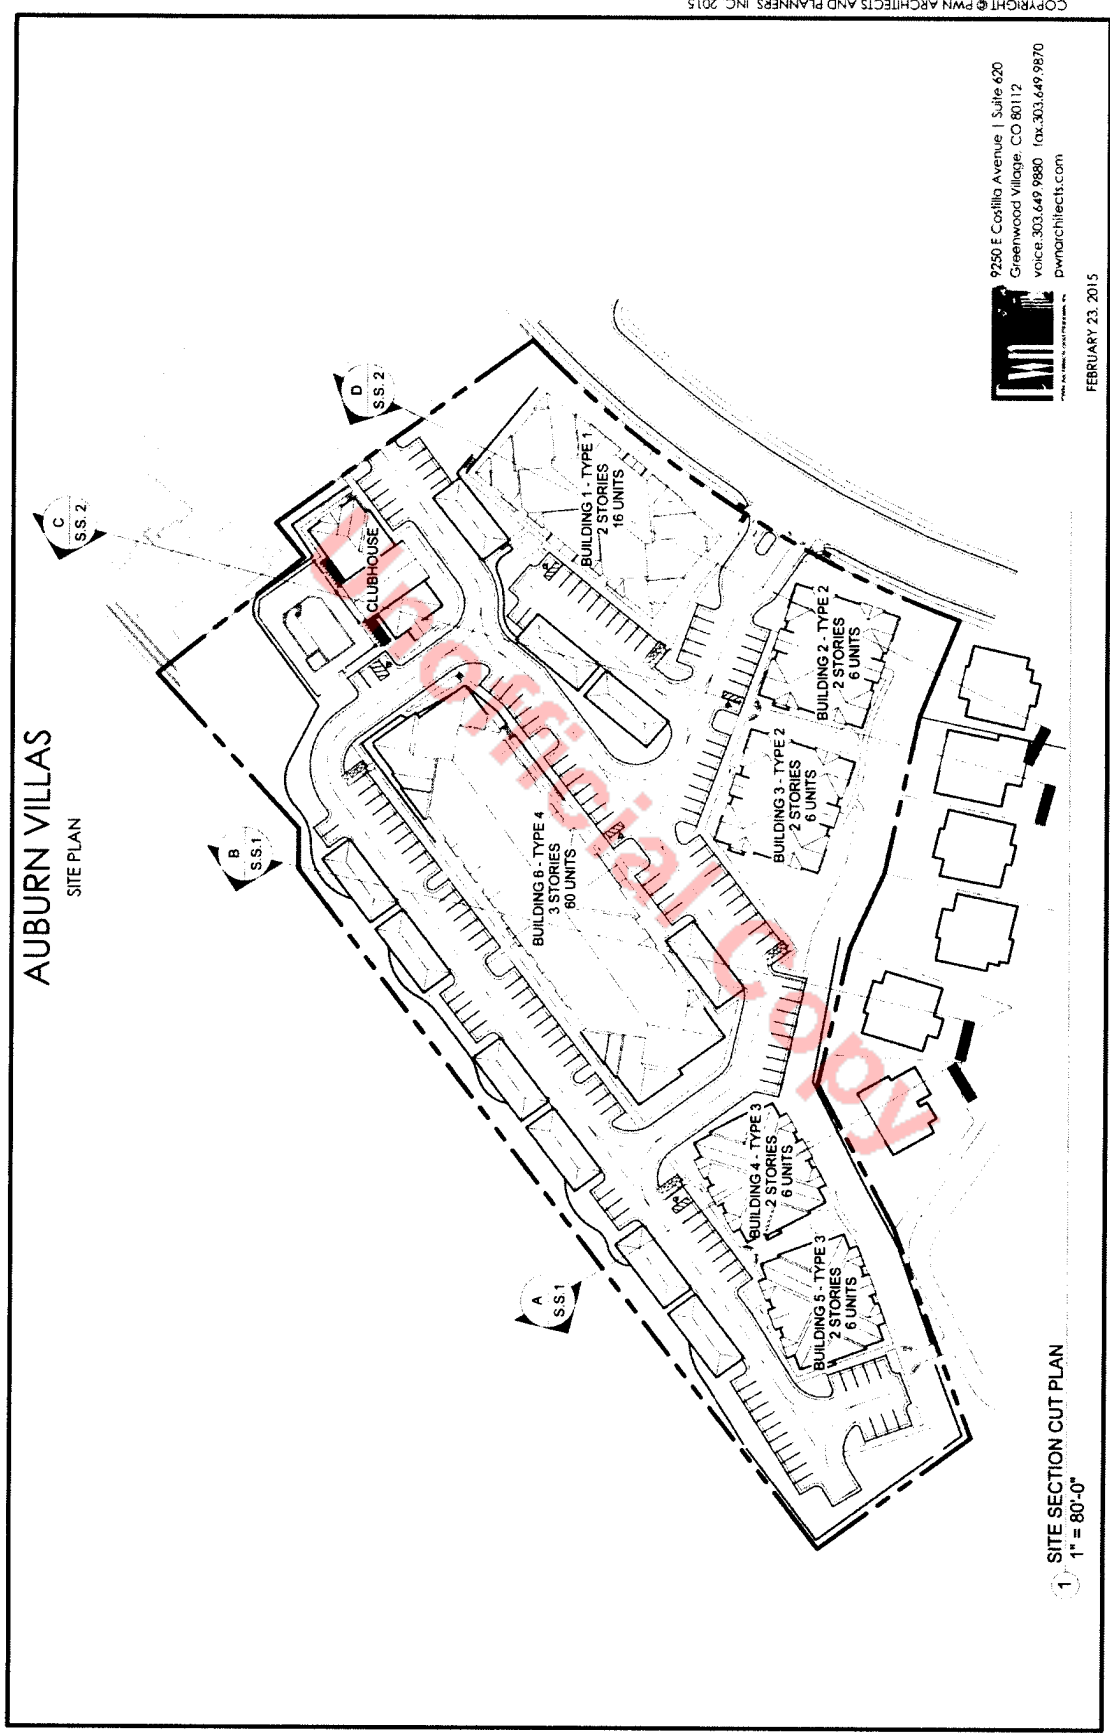 AUBURN VILLAS
SITE PLAN
C
S.S. 2
D
S.S. 2
B
S.S.1
A
S.S.1
CLUBHOUSE
BUILDING 1 - TYPE 1
2 STORIES
16 UNITS
BUILDING 2 - TYPE 2
2 STORIES
6 UNITS
BUILDING 3 - TYPE 2
2 STORIES
6 UNITS
BUILDING 6 - TYPE 4
3 STORIES
60 UNITS
BUILDING 4 - TYPE 3
2 STORIES
6 UNITS
BUILDING 5 - TYPE 3
2 STORIES
6 UNITS
Unofficial Copy
1 SITE SECTION CUT PLAN
1" = 80'-0"
pwn
9250 E Costilla Avenue | Suite 620
Greenwood Village, CO 80112
voice.303.649.9880 fax.303.649.9870
pwnarchitects.com
FEBRUARY 23, 2015
COPYRIGHT © PWN ARCHITECTS AND PLANNERS, INC. 2015